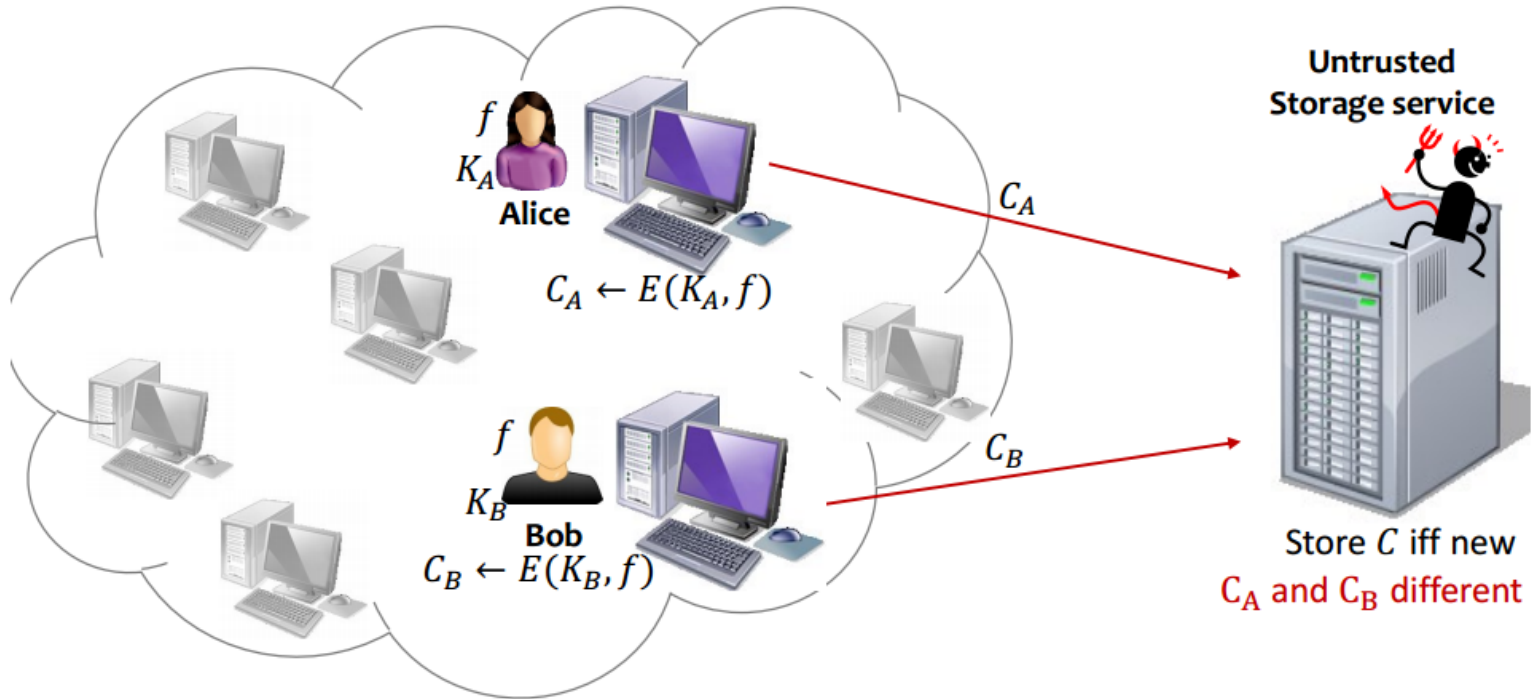 Untrusted
Storage service
f
K_A
Alice
C_A
C_A ← E(K_A, f)
f
K_B
Bob
C_B
C_B ← E(K_B, f)
Store C iff new
C_A and C_B different